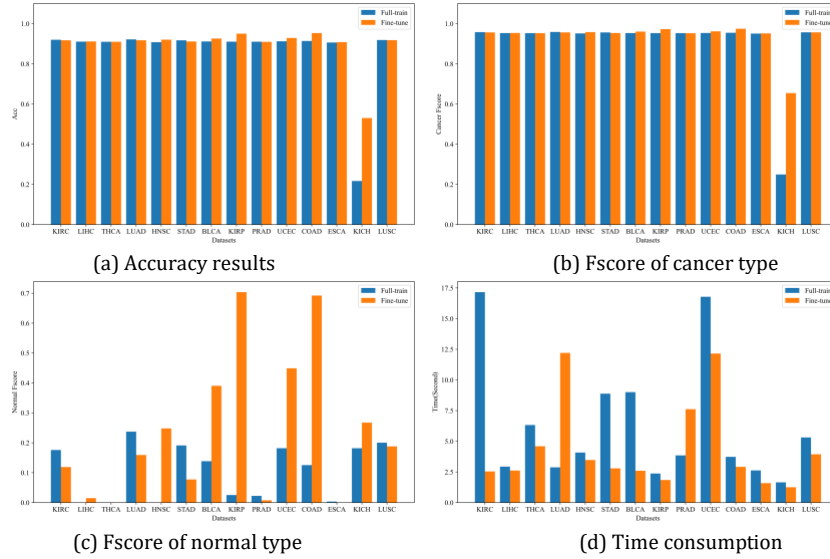 Full-train
Fine-tune
1.0
0.8
0.6
0.4
0.2
0.0
Acc
KIRC LIHC THCA LUAD HNSC STAD BLCA KIRP PRAD UCEC COAD ESCA KICH LUSC
Datasets
(a) Accuracy results
Full-train
Fine-tune
1.0
0.8
0.6
0.4
0.2
0.0
Cancer Fscore
KIRC LIHC THCA LUAD HNSC STAD BLCA KIRP PRAD UCEC COAD ESCA KICH LUSC
Datasets
(b) Fscore of cancer type
Full-train
Fine-tune
0.7
0.6
0.5
0.4
0.3
0.2
0.1
0.0
Normal Fscore
KIRC LIHC THCA LUAD HNSC STAD BLCA KIRP PRAD UCEC COAD ESCA KICH LUSC
Datasets
(c) Fscore of normal type
Full-train
Fine-tune
17.5
15.0
12.5
10.0
7.5
5.0
2.5
0.0
Time(Second)
KIRC LIHC THCA LUAD HNSC STAD BLCA KIRP PRAD UCEC COAD ESCA KICH LUSC
Datasets
(d) Time consumption